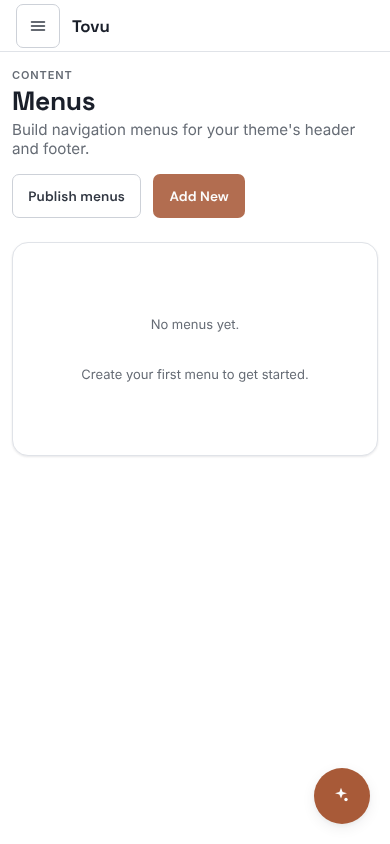 Tovu
CONTENT
Menus
Build navigation menus for your theme's header
and footer.
Publish menus
Add New
No menus yet.
Create your first menu to get started.